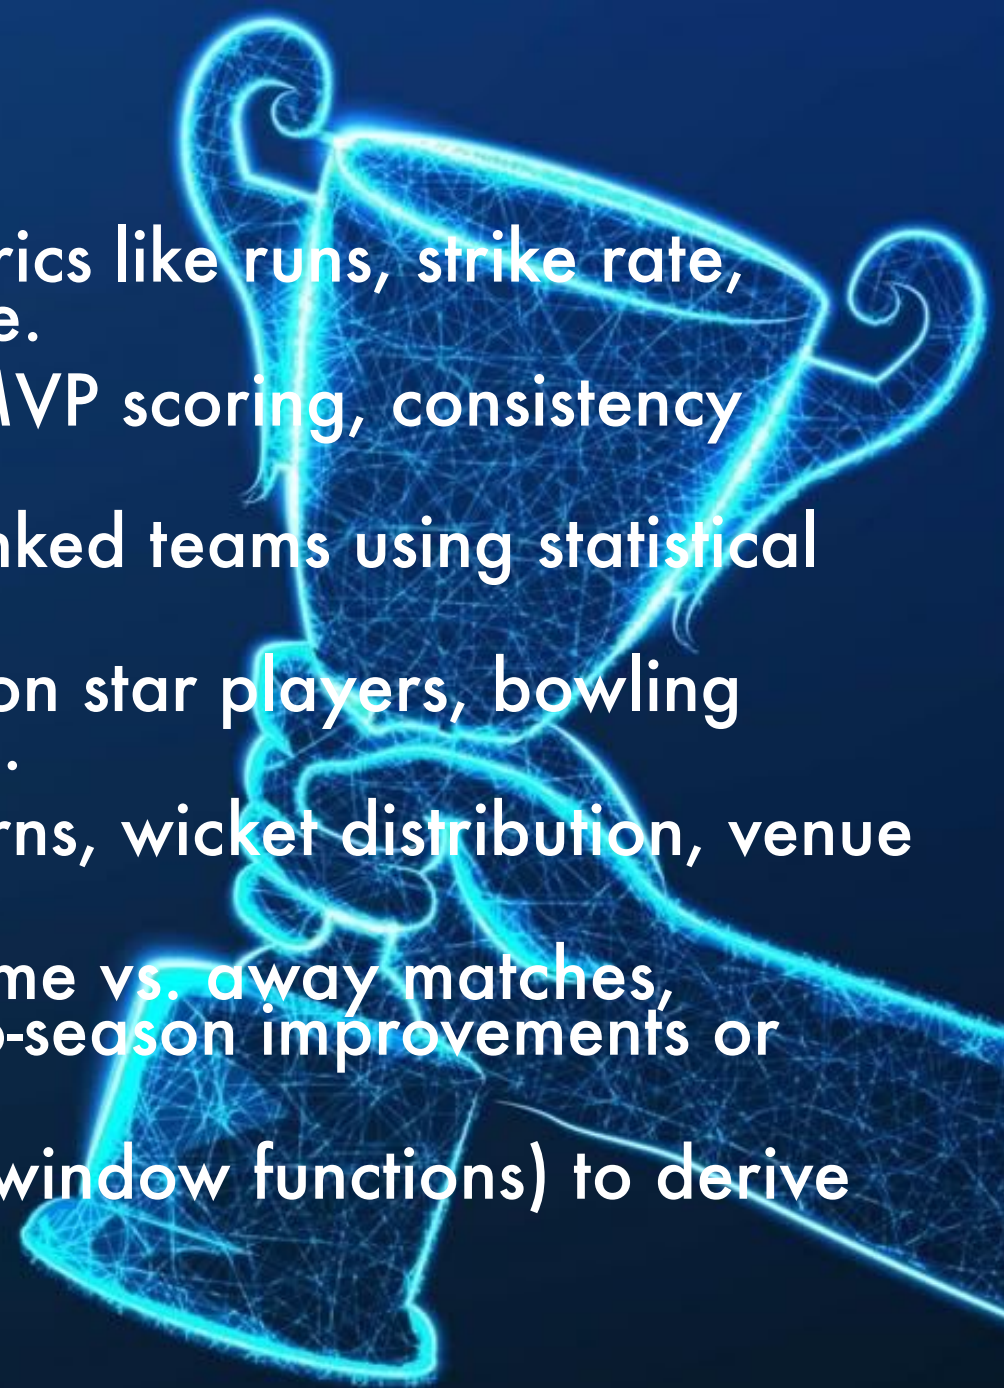 rics like runs, strike rate,
e.
MVP scoring, consistency
nked teams using statistical
on star players, bowling
.
rns, wicket distribution, venue
me vs. away matches,
o-season improvements or
window functions) to derive